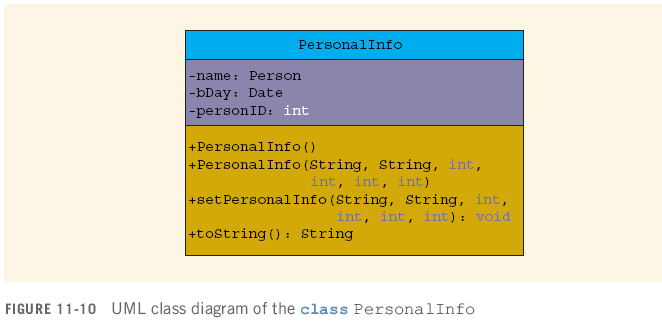 PersonalInfo
-name: Person
-bDay: Date
-personID: int
+PersonalInfo()
+PersonalInfo(String, String, int,
int, int, int)
+setPersonalInfo(String, String, int,
int, int, int): void
+toString(): String
FIGURE 11-10 UML class diagram of the class PersonalInfo